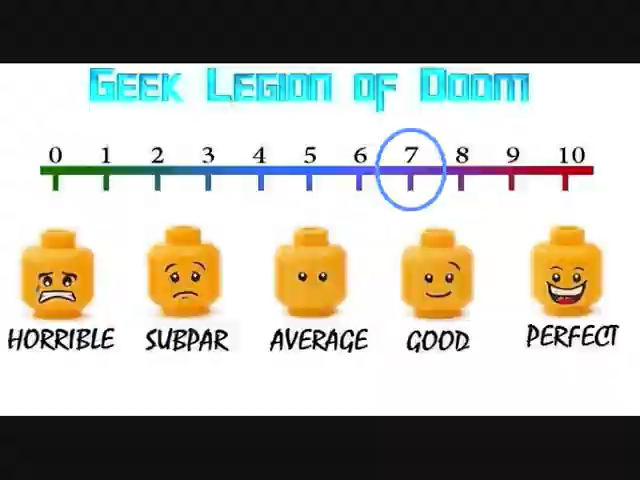 Geek Legion of Doom
0 1 2 3 4 5 6 7 8 9 10
HORRIBLE SUBPAR AVERAGE GOOD PERFECT